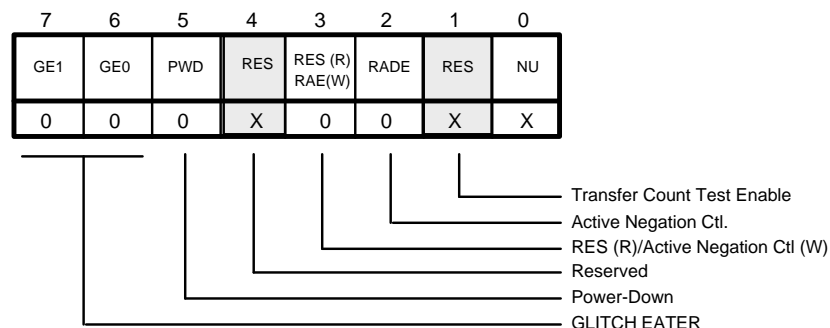 7 6 5 4 3 2 1 0
GE1 GE0 PWD RES RES (R) RAE(W) RADE RES NU
0 0 0 X 0 0 X X
Transfer Count Test Enable
Active Negation Ctl.
RES (R)/Active Negation Ctl (W)
Reserved
Power-Down
GLITCH EATER